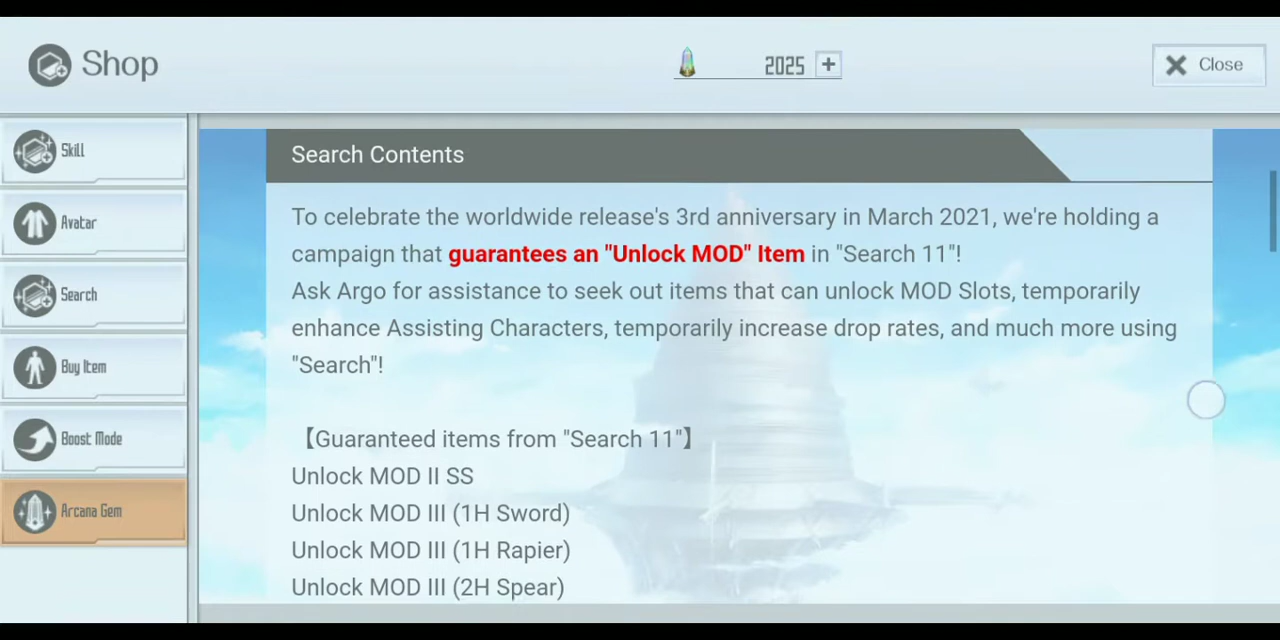 Shop
2025 +
Close
Skill
Avatar
Search
Buy Item
Boost Mode
Arcana Gem
Search Contents
To celebrate the worldwide release's 3rd anniversary in March 2021, we're holding a
campaign that guarantees an "Unlock MOD" Item in "Search 11"!
Ask Argo for assistance to seek out items that can unlock MOD Slots, temporarily
enhance Assisting Characters, temporarily increase drop rates, and much more using
"Search"!
【Guaranteed items from "Search 11"】
Unlock MOD II SS
Unlock MOD III (1H Sword)
Unlock MOD III (1H Rapier)
Unlock MOD III (2H Spear)